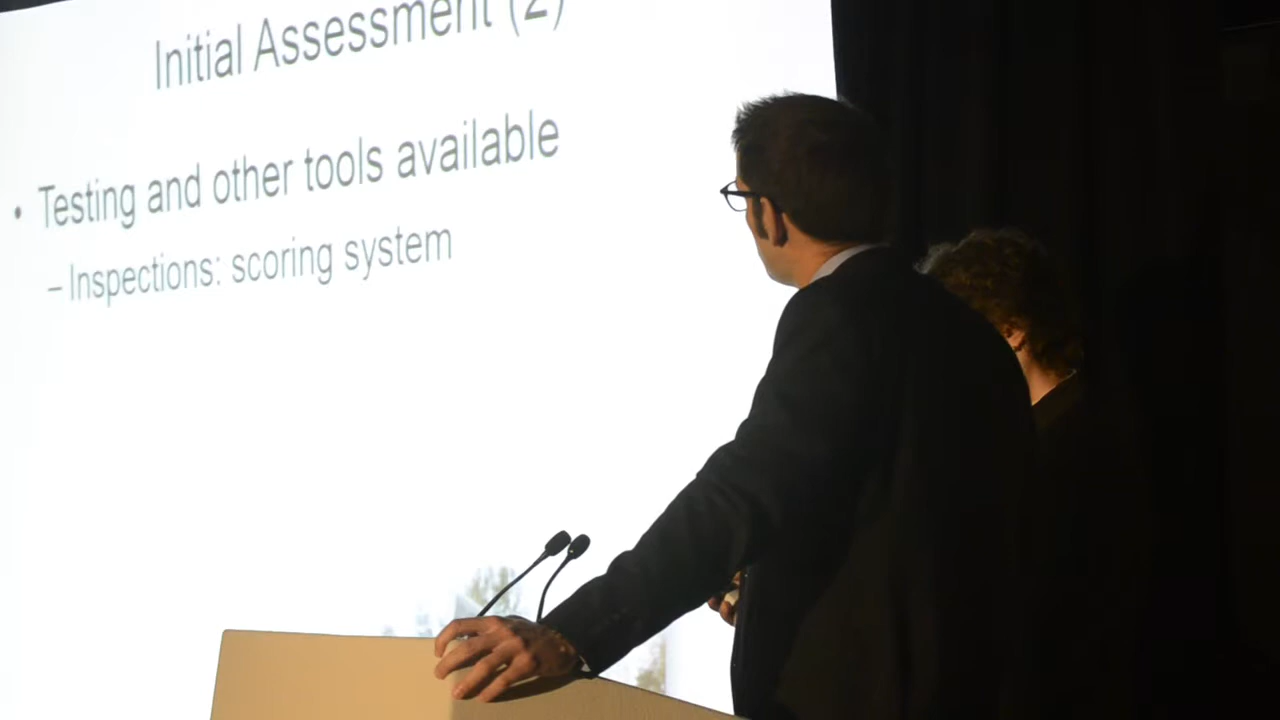 Initial Assessment (2)
• Testing and other tools available
– Inspections: scoring system